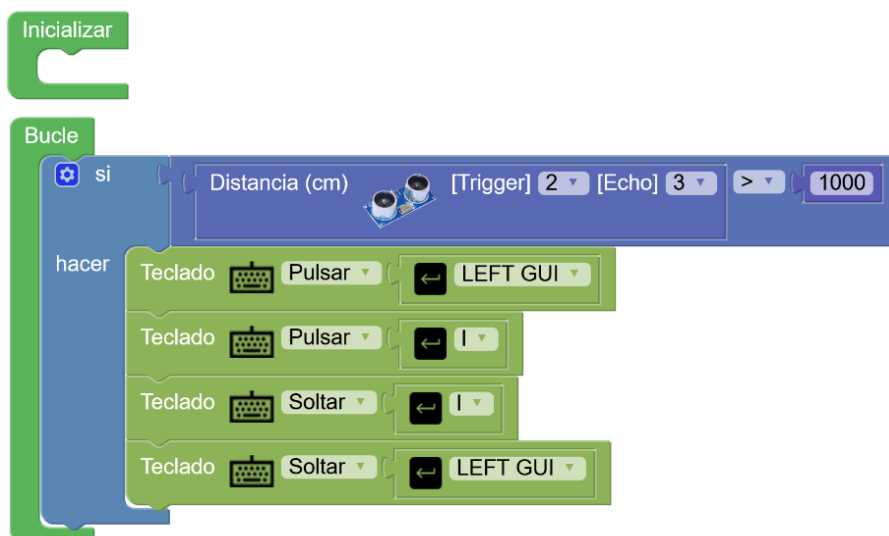 Inicializar
Bucle
si Distancia (cm) [Trigger] 2 [Echo] 3 > 1000
hacer Teclado Pulsar LEFT GUI
Teclado Pulsar I
Teclado Soltar I
Teclado Soltar LEFT GUI